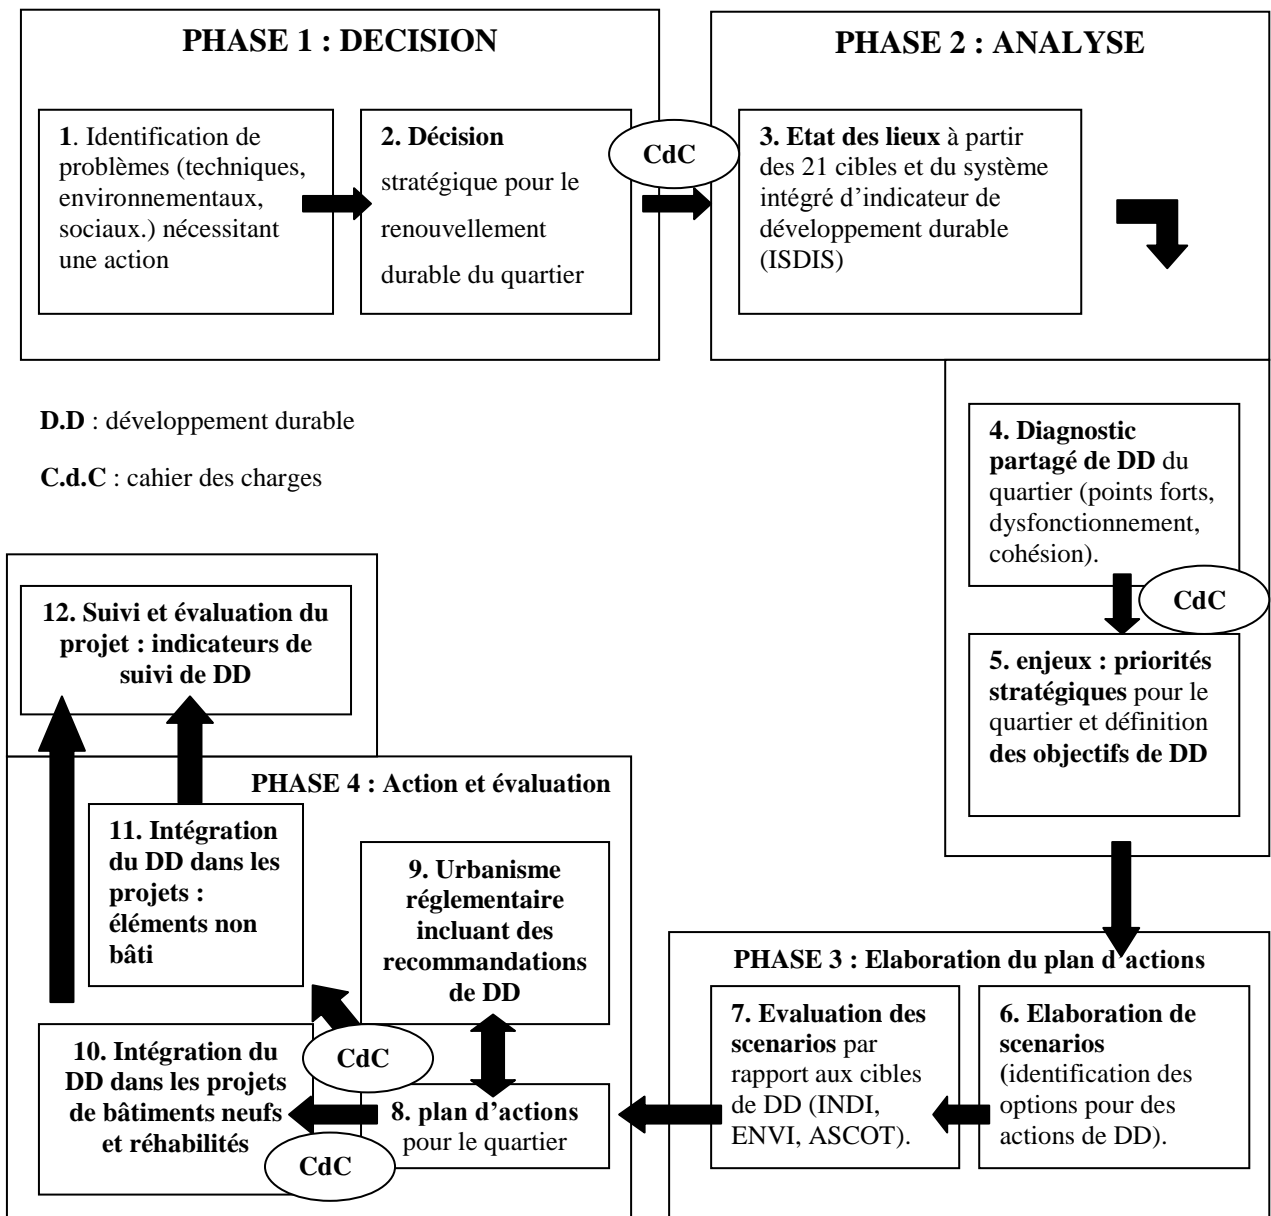 PHASE 1 : DECISION
1. Identification de
problèmes (techniques,
environnementaux,
sociaux.) nécessitant
une action
2. Décision
stratégique pour le
renouvellement
durable du quartier
CdC
PHASE 2 : ANALYSE
3. Etat des lieux à partir
des 21 cibles et du système
intégré d’indicateur de
développement durable
(ISDIS)
D.D : développement durable
C.d.C : cahier des charges
4. Diagnostic
partagé de DD du
quartier (points forts,
dysfonctionnement,
cohésion).
CdC
5. enjeux : priorités
stratégiques pour le
quartier et définition
des objectifs de DD
PHASE 3 : Elaboration du plan d’actions
6. Elaboration de
scenarios
(identification des
options pour des
actions de DD).
7. Evaluation des
scenarios par
rapport aux cibles
de DD (INDI,
ENVI, ASCOT).
PHASE 4 : Action et évaluation
8. plan d’actions
pour le quartier
9. Urbanisme
réglementaire
incluant des
recommandations
de DD
CdC
CdC
10. Intégration du
DD dans les projets
de bâtiments neufs
et réhabilités
11. Intégration
du DD dans les
projets :
éléments non
bâti
12. Suivi et évaluation du
projet : indicateurs de
suivi de DD